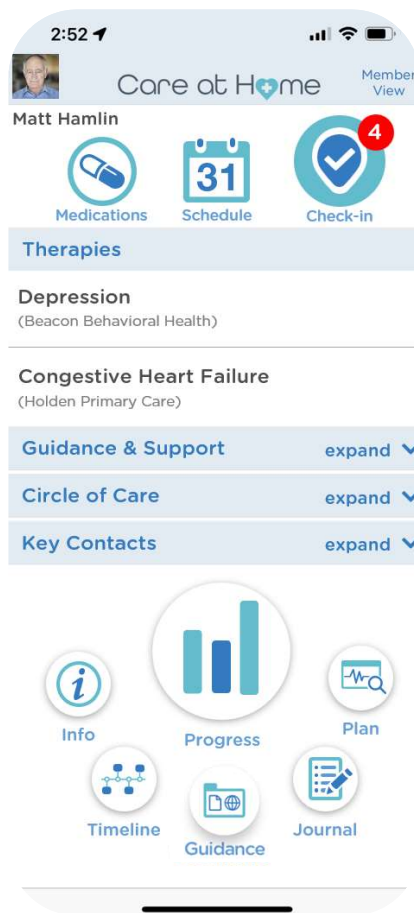 2:52
Care at Home
Member
View
Matt Hamlin
4
31
Medications
Schedule
Check-in
Therapies
Depression
(Beacon Behavioral Health)
Congestive Heart Failure
(Holden Primary Care)
Guidance & Support expand
Circle of Care expand
Key Contacts expand
i
Info
Progress
Plan
Timeline
Guidance
Journal